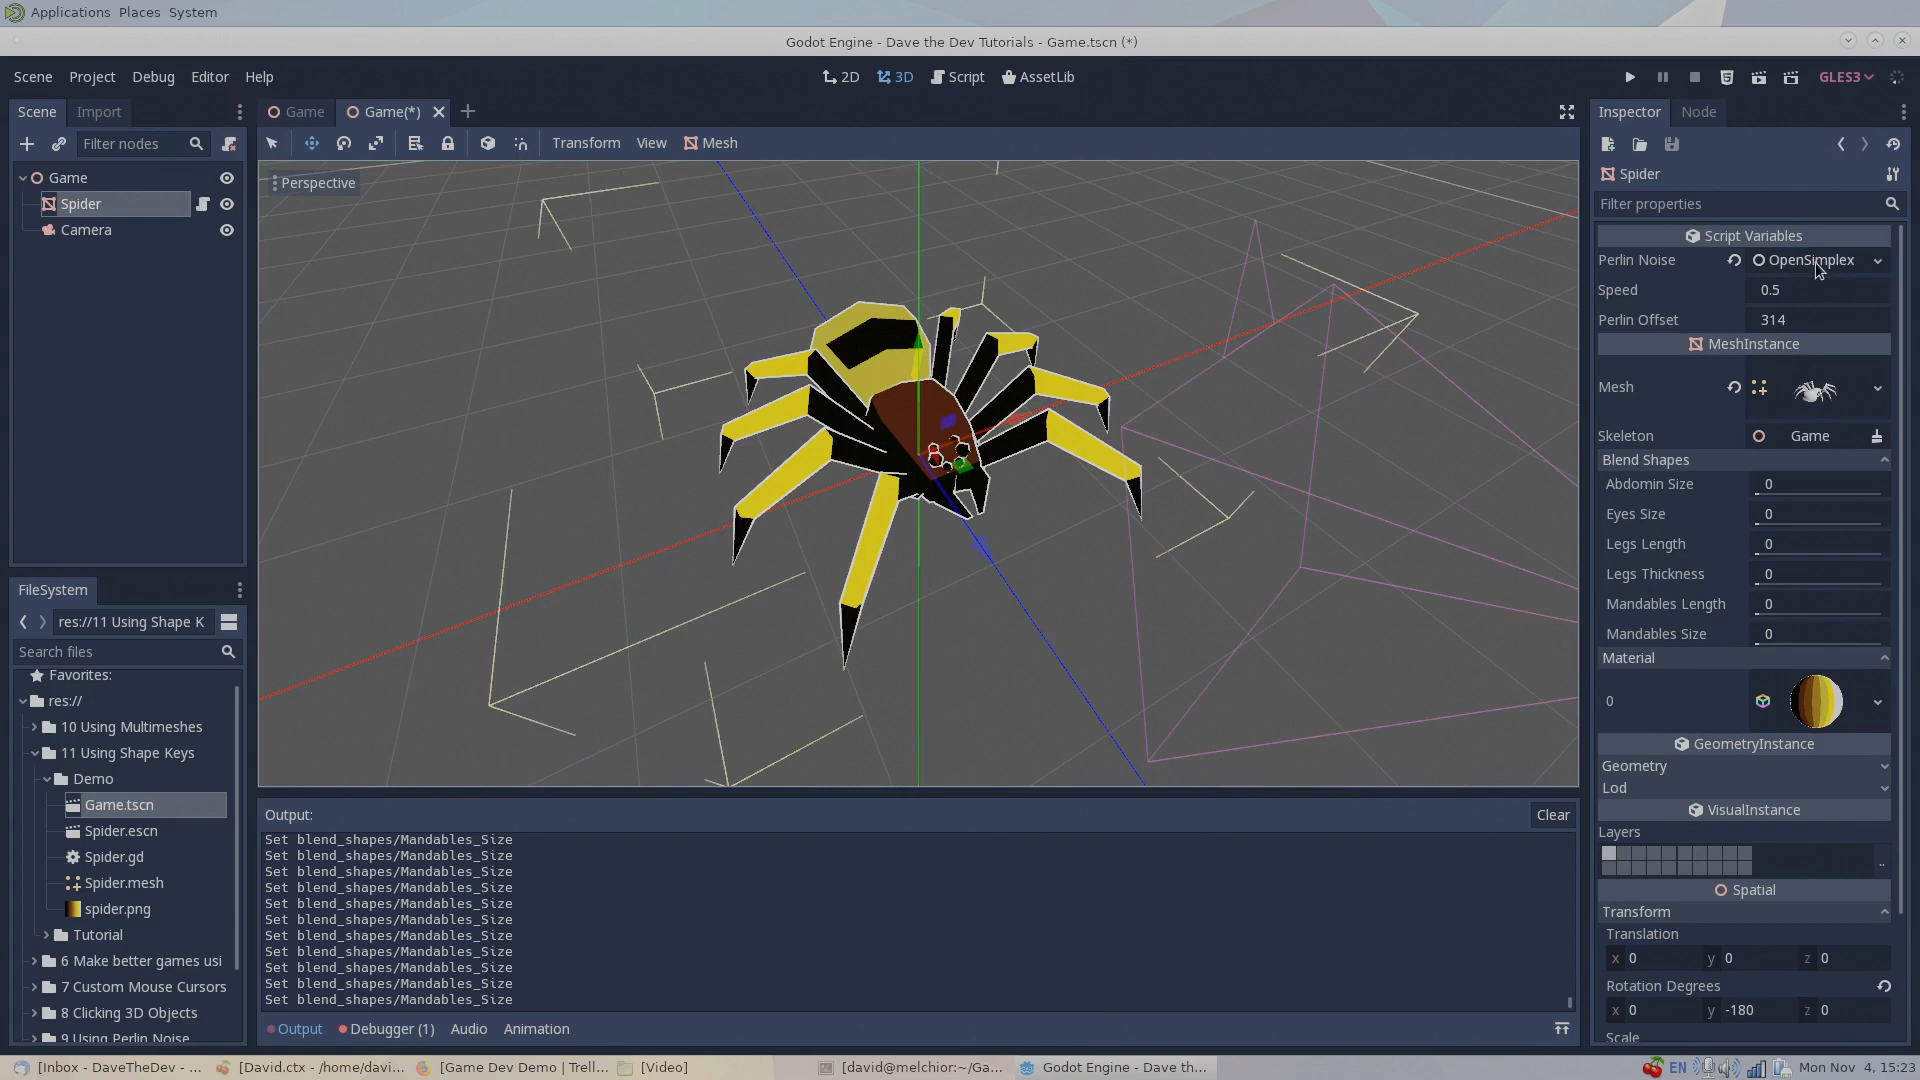 Applications Places System
Godot Engine - Dave the Dev Tutorials - Game.tscn (*)
Scene Project Debug Editor Help
2D 3D Script AssetLib
GLES3
Scene Import
Game Game(*)
Inspector Node
Filter nodes
Transform View Mesh
Game
Spider
Camera
Perspective
FileSystem
res://11 Using Shape K
Search files
Favorites:
res://
10 Using Multimeshes
11 Using Shape Keys
Demo
Game.tscn
Spider.escn
Spider.gd
Spider.mesh
spider.png
Tutorial
6 Make better games usi
7 Custom Mouse Cursors
8 Clicking 3D Objects
9 Using Perlin Noise
Output:
Clear
Set blend_shapes/Mandables_Size
Set blend_shapes/Mandables_Size
Set blend_shapes/Mandables_Size
Set blend_shapes/Mandables_Size
Set blend_shapes/Mandables_Size
Set blend_shapes/Mandables_Size
Set blend_shapes/Mandables_Size
Set blend_shapes/Mandables_Size
Set blend_shapes/Mandables_Size
Set blend_shapes/Mandables_Size
Set blend_shapes/Mandables_Size
Output Debugger (1) Audio Animation
Spider
Filter properties
Script Variables
Perlin Noise OpenSimplex
Speed 0.5
Perlin Offset 314
MeshInstance
Mesh
Skeleton Game
Blend Shapes
Abdomin Size 0
Eyes Size 0
Legs Length 0
Legs Thickness 0
Mandables Length 0
Mandables Size 0
Material
0
GeometryInstance
Geometry
Lod
VisualInstance
Layers
..
Spatial
Transform
Translation
x 0 y 0 z 0
Rotation Degrees
x 0 y -180 z 0
Scale
[Inbox - DaveTheDev - ... [David.ctx - /home/davi... [Game Dev Demo | Trell... [Video] [david@melchior:~/Ga... Godot Engine - Dave th... EN Mon Nov 4, 15:23